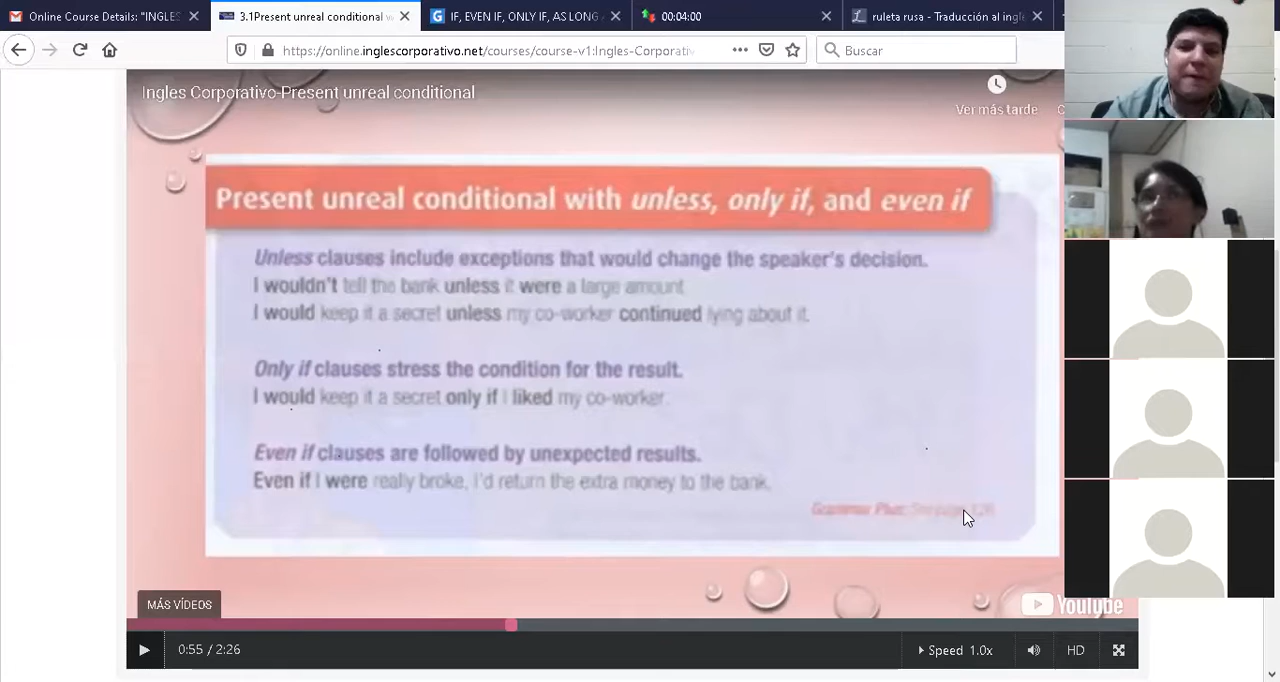 Online Course Details: "INGLES
3.1Present unreal conditional
IF, EVEN IF, ONLY IF, AS LONG
00:04:00
ruleta rusa - Traducción al inglé
https://online.inglescorporativo.net/courses/course-v1:Ingles-Corporativ
Buscar
Ingles Corporativo-Present unreal conditional
Ver más tarde
Present unreal conditional with unless, only if, and even if
Unless clauses include exceptions that would change the speaker's decision.
I wouldn't tell the bank unless it were a large amount.
I would keep it a secret unless my co-worker continued lying about it.
Only if clauses stress the condition for the result.
I would keep it a secret only if I liked my co-worker.
Even if clauses are followed by unexpected results.
Even if I were really broke, I'd return the extra money to the bank.
Grammar Plus:
MÁS VÍDEOS
YouTube
0:55 / 2:26
Speed 1.0x
HD